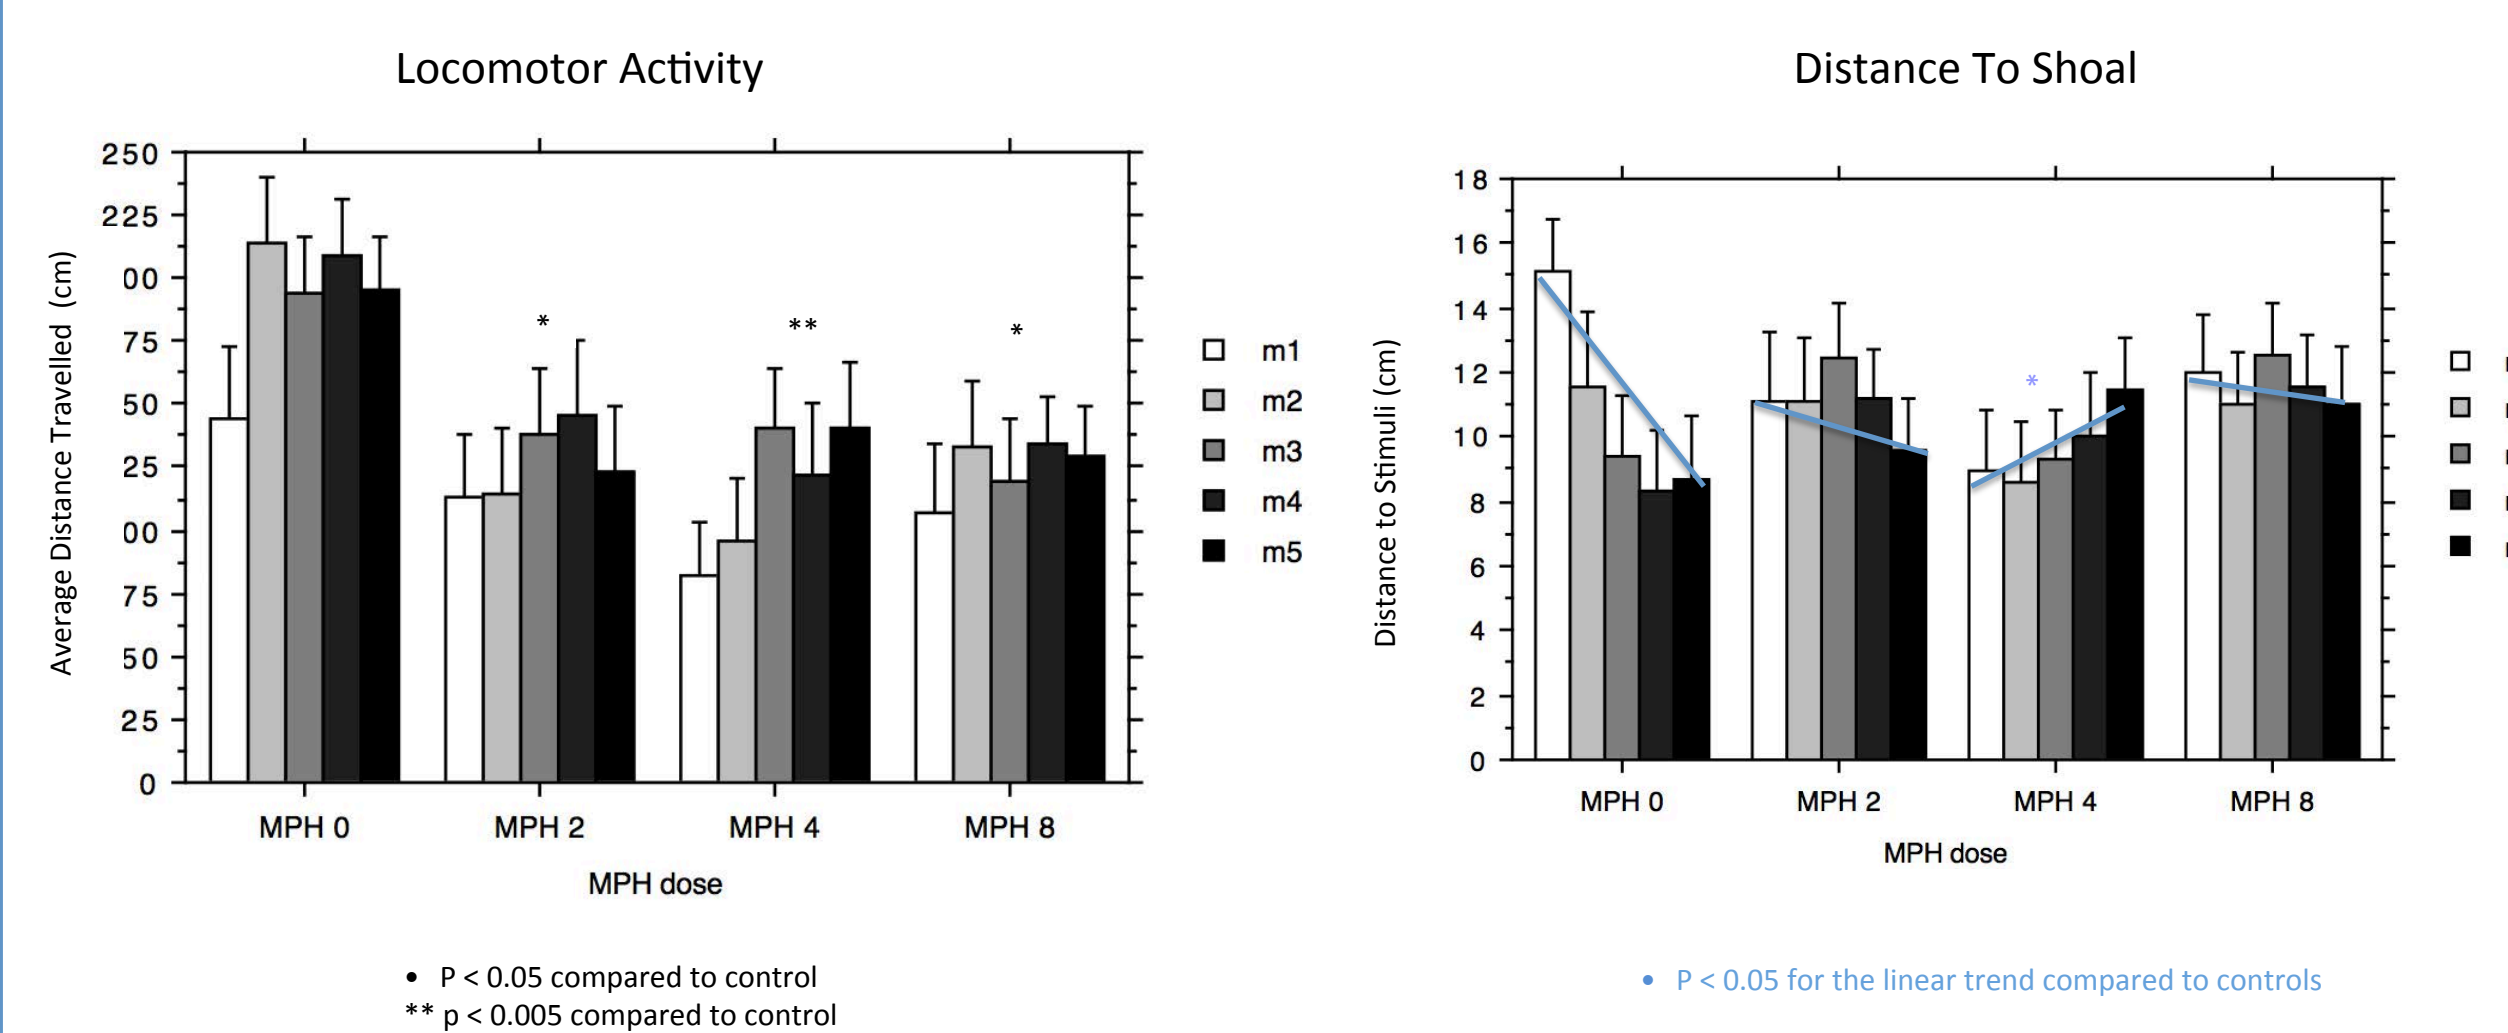 Locomotor Activity
Average Distance Travelled (cm)
250
225
00
75
50
25
00
75
50
25
0
*
**
*
MPH 0
MPH 2
MPH 4
MPH 8
MPH dose
m1
m2
m3
m4
m5
• P < 0.05 compared to control
** p < 0.005 compared to control
Distance To Shoal
Distance to Stimuli (cm)
18
16
14
12
10
8
6
4
2
0
*
MPH 0
MPH 2
MPH 4
MPH 8
MPH dose
• P < 0.05 for the linear trend compared to controls